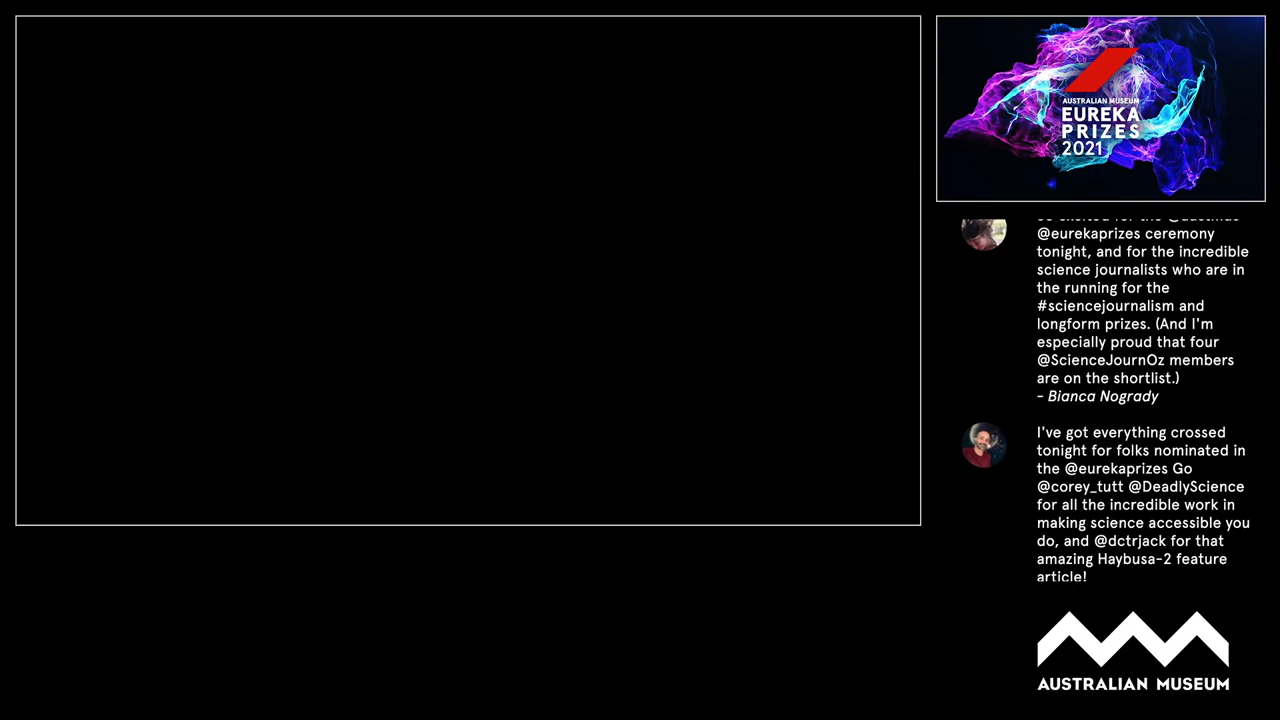 AUSTRALIAN MUSEUM
EUREKA
PRIZES
2021
@eurekaprizes ceremony
tonight, and for the incredible
science journalists who are in
the running for the
#sciencejournalism and
longform prizes. (And I'm
especially proud that four
@ScienceJournOz members
are on the shortlist.)
- Bianca Nogrady
I've got everything crossed
tonight for folks nominated in
the @eurekaprizes Go
@corey_tutt @DeadlyScience
for all the incredible work in
making science accessible you
do, and @dctrjack for that
amazing Haybusa-2 feature
article!
AUSTRALIAN MUSEUM